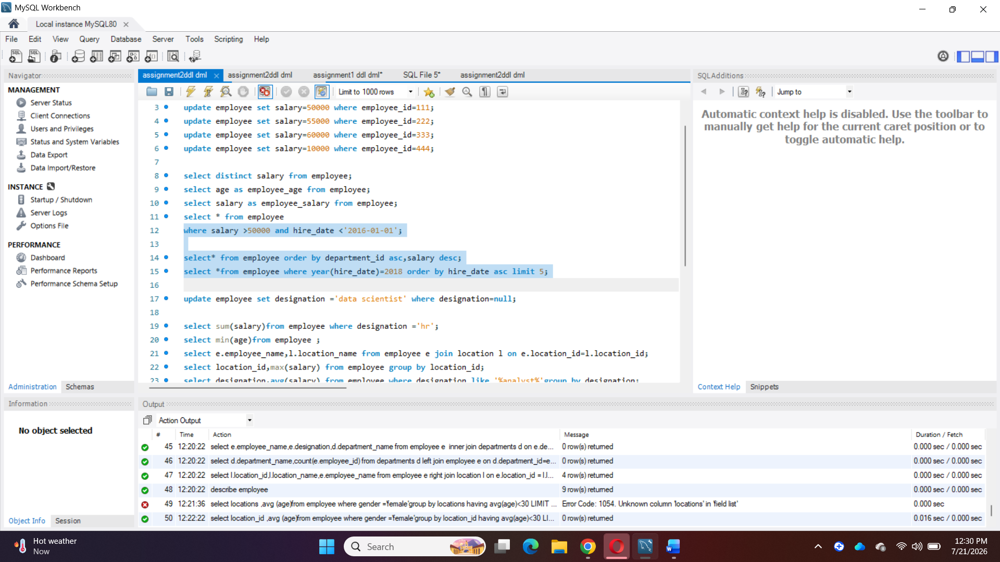 MySQL Workbench
Local instance MySQL80
File Edit View Query Database Server Tools Scripting Help
Navigator
MANAGEMENT
Server Status
Client Connections
Users and Privileges
Status and System Variables
Data Export
Data Import/Restore
INSTANCE
Startup / Shutdown
Server Logs
Options File
PERFORMANCE
Dashboard
Performance Reports
Performance Schema Setup
Administration Schemas
Information
No object selected
Object Info Session
assignment2ddl dml assignment2ddl dml assignment1 ddl dml* SQL File 5* assignment2ddl dml
Limit to 1000 rows
3 update employee set salary=50000 where employee_id=111;
4 update employee set salary=55000 where employee_id=222;
5 update employee set salary=60000 where employee_id=333;
6 update employee set salary=10000 where employee_id=444;
7
8 select distinct salary from employee;
9 select age as employee_age from employee;
10 select salary as employee_salary from employee;
11 select * from employee
12 where salary >50000 and hire_date <'2016-01-01';
13
14 select* from employee order by department_id asc,salary desc;
15 select *from employee where year(hire_date)=2018 order by hire_date asc limit 5;
16
17 update employee set designation ='data scientist' where designation=null;
18
19 select sum(salary)from employee where designation ='hr';
20 select min(age)from employee ;
21 select e.employee_name,l.location_name from employee e join location l on e.location_id=l.location_id;
22 select location_id,max(salary) from employee group by location_id;
23 select designation,avg(salary) from employee where designation like '%analyst%'group by designation;
SQLAdditions
Jump to
Automatic context help is disabled. Use the toolbar to
manually get help for the current caret position or to
toggle automatic help.
Context Help Snippets
Output
Action Output
# Time Action Message Duration / Fetch
45 12:20:22 select e.employee_name,e.designation,d.department_name from employee e inner join departments d on e.de... 0 row(s) returned 0.000 sec / 0.000 sec
46 12:20:22 select d.department_name,count(e.employee_id) from departments d left join employee e on d.department_id=e... 0 row(s) returned 0.000 sec / 0.000 sec
47 12:20:22 select l.location_id,l.location_name,e.employee_name from employee e right join location l on e.location_id = l.l... 4 row(s) returned 0.000 sec / 0.000 sec
48 12:20:22 describe employee 9 row(s) returned 0.000 sec / 0.000 sec
49 12:21:36 select locations ,avg (age)from employee where gender ='female'group by locations having avg(age)<30 LIMIT ... Error Code: 1054. Unknown column 'locations' in 'field list' 0.000 sec
50 12:22:22 select location_id ,avg (age)from employee where gender ='female'group by location_id having avg(age)<30 LI... 0 row(s) returned 0.016 sec / 0.000 sec
Hot weather
Now
Search
12:30 PM
7/21/2026